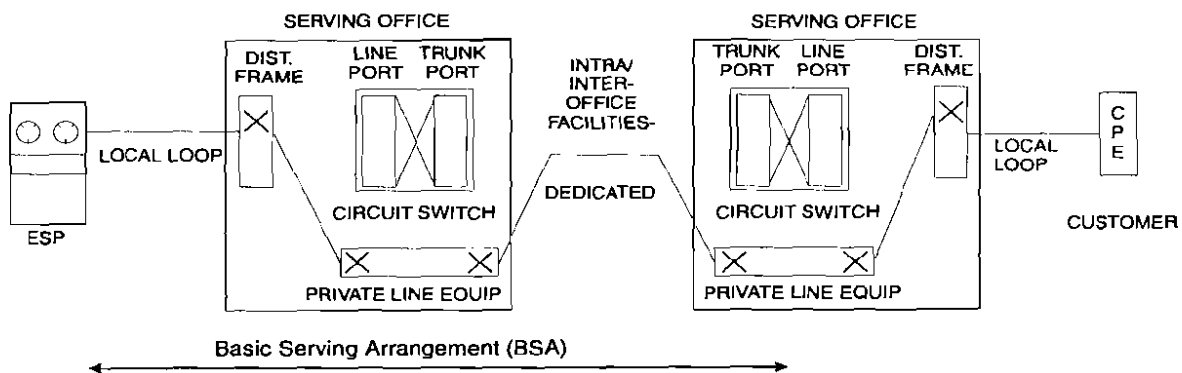 SERVING OFFICE
SERVING OFFICE
DIST.
FRAME
LINE
PORT
TRUNK
PORT
INTRA/
INTER-
OFFICE
FACILITIES-
TRUNK
PORT
LINE
PORT
DIST.
FRAME
C
P
E
LOCAL LOOP
DEDICATED
LOCAL
LOOP
CIRCUIT SWITCH
CIRCUIT SWITCH
ESP
CUSTOMER
PRIVATE LINE EQUIP
PRIVATE LINE EQUIP
Basic Serving Arrangement (BSA)